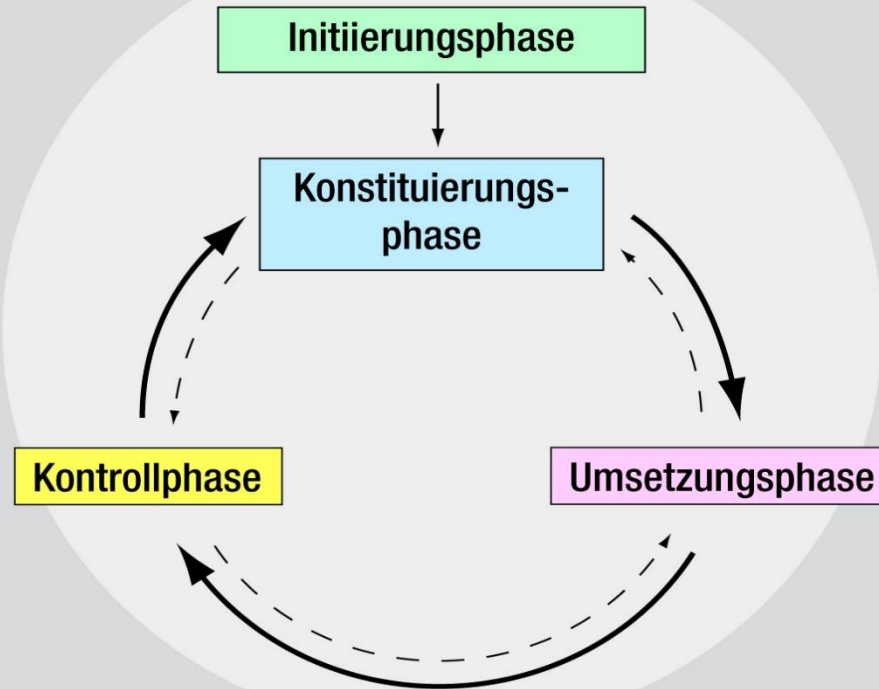 Initiierungsphase
Konstituierungs-
phase
Kontrollphase
Umsetzungsphase